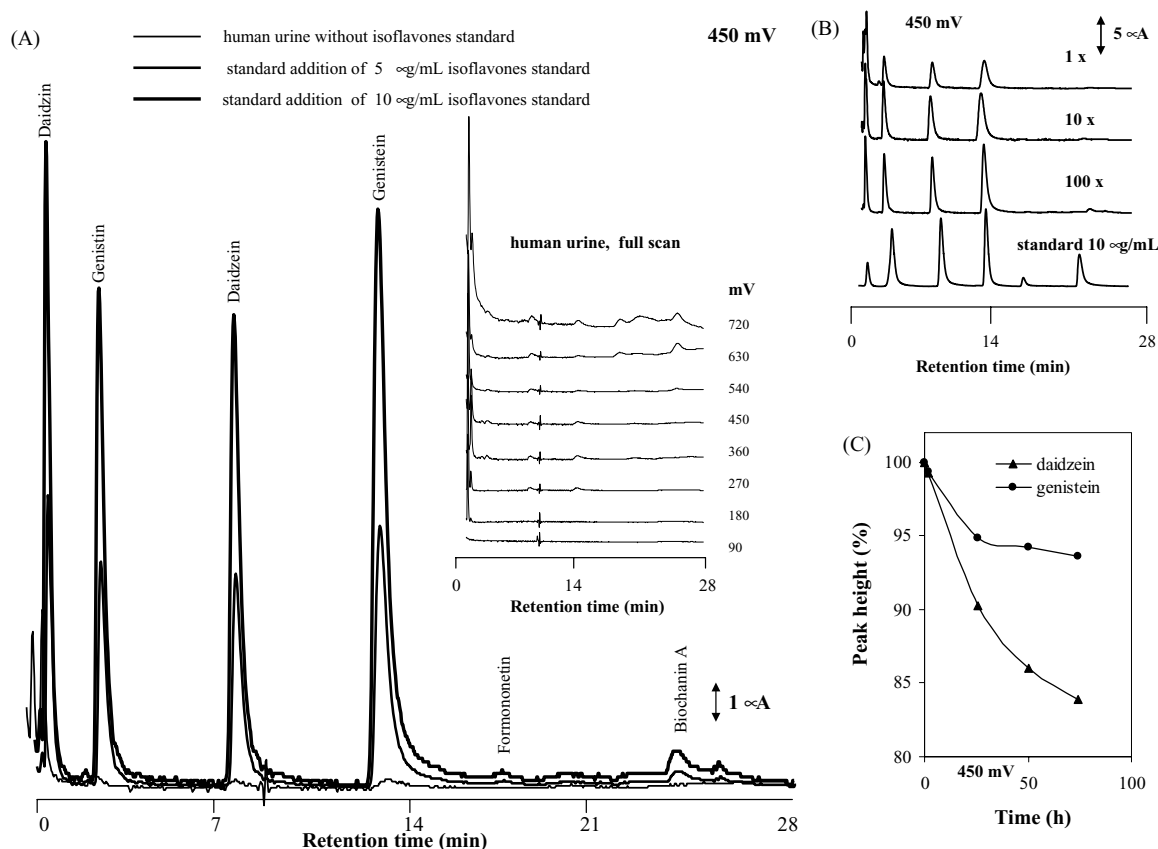 (A)
human urine without isoflavones standard
450 mV
standard addition of 5 ∝g/mL isoflavones standard
standard addition of 10 ∝g/mL isoflavones standard
Daidzin
Genistin
Daidzein
Genistein
Formononetin
Biochanin A
1 ∝A
0 7 14 21 28
Retention time (min)
human urine, full scan
mV
720
630
540
450
360
270
180
90
0 14 28
Retention time (min)
(B)
450 mV
5 ∝A
1 x
10 x
100 x
standard 10 ∝g/mL
0 14 28
Retention time (min)
(C)
100
95
90
85
80
Peak height (%)
daidzein
genistein
450 mV
0 50 100
Time (h)